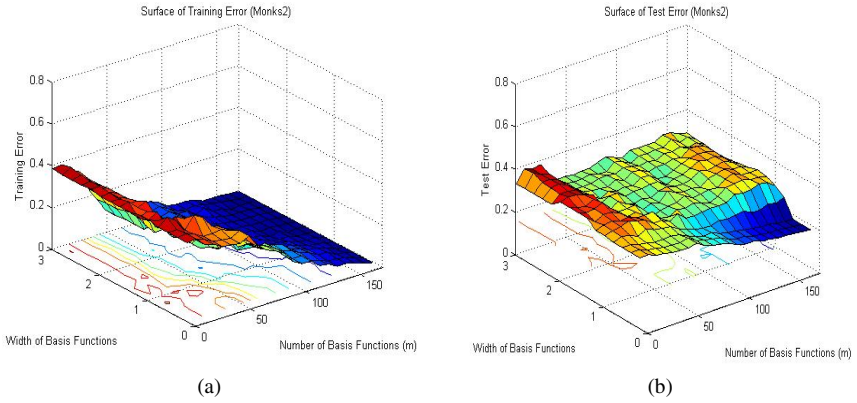 Surface of Training Error (Monks2)
0.8
0.6
0.4
0.2
0
Training Error
3
2
1
0
Width of Basis Functions
0
50
100
150
Number of Basis Functions (m)
(a)
Surface of Test Error (Monks2)
0.8
0.6
0.4
0.2
0
Test Error
3
2
1
0
Width of Basis Functions
0
50
100
150
Number of Basis Functions (m)
(b)